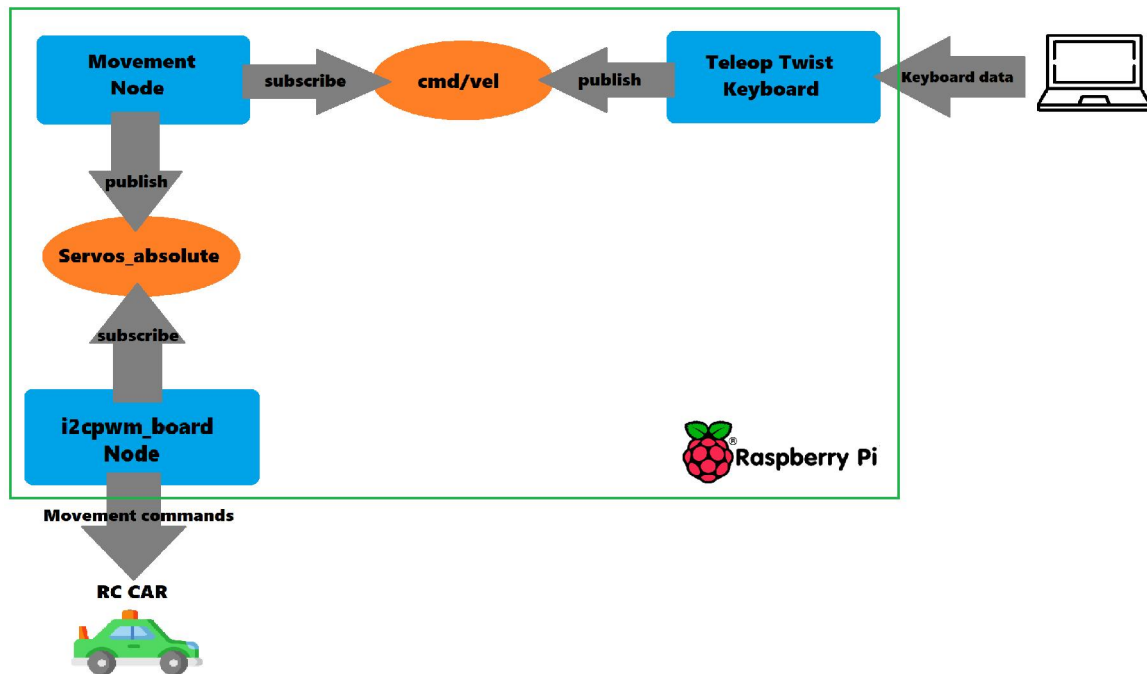 Movement
Node
subscribe
cmd/vel
publish
Teleop Twist
Keyboard
Keyboard data
publish
Servos_absolute
subscribe
i2cpwm_board
Node
Raspberry Pi
®
Movement commands
RC CAR